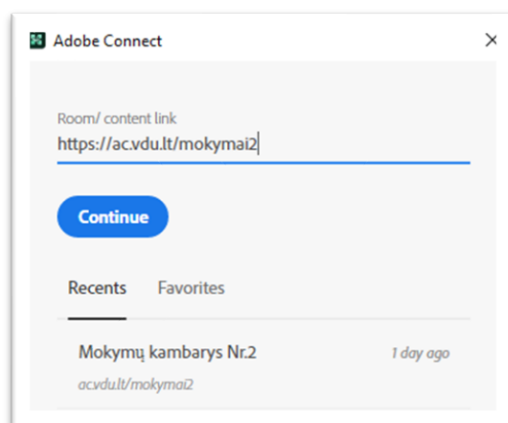 Adobe Connect
Room/ content link
https://ac.vdu.lt/mokymai2
Continue
Recents Favorites
Mokymų kambarys Nr.2 1 day ago
ac.vdu.lt/mokymai2